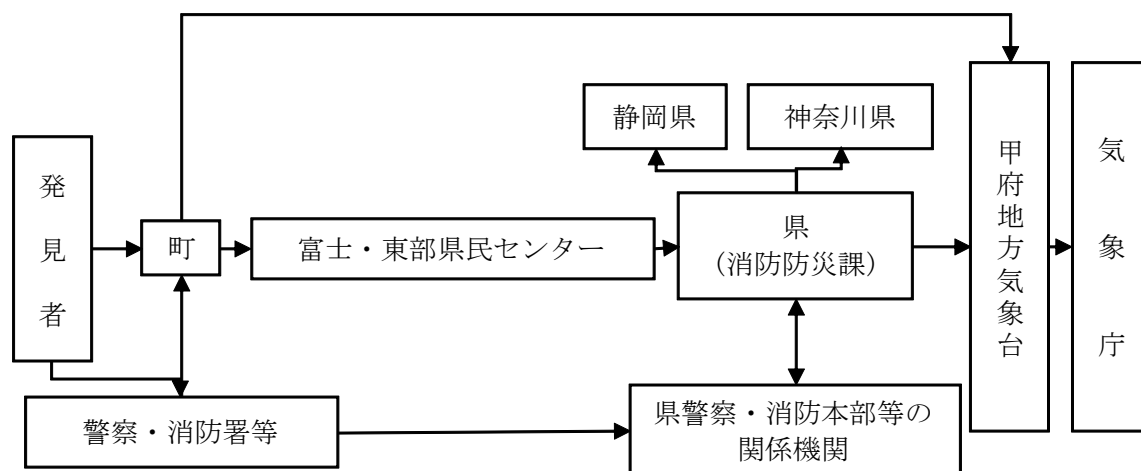 静岡県
神奈川県
発見者
町
富士・東部県民センター
県
（消防防災課）
甲府地方気象台
気象庁
警察・消防署等
県警察・消防本部等の
関係機関